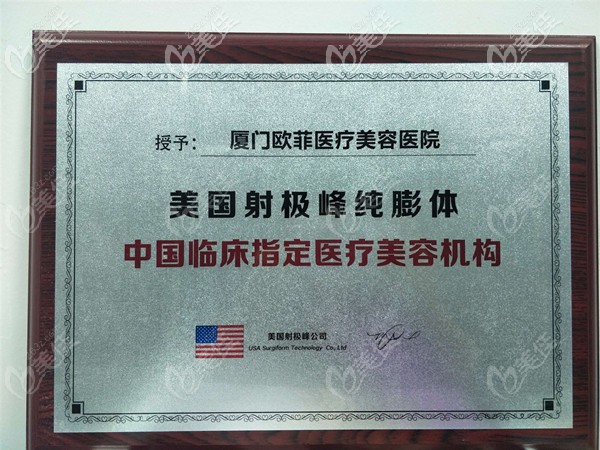 授予：厦门欧菲医疗美容医院
美国射极峰纯膨体
中国临床指定医疗美容机构
美国射极峰公司
USA Surgiform Technology Co.,Ltd